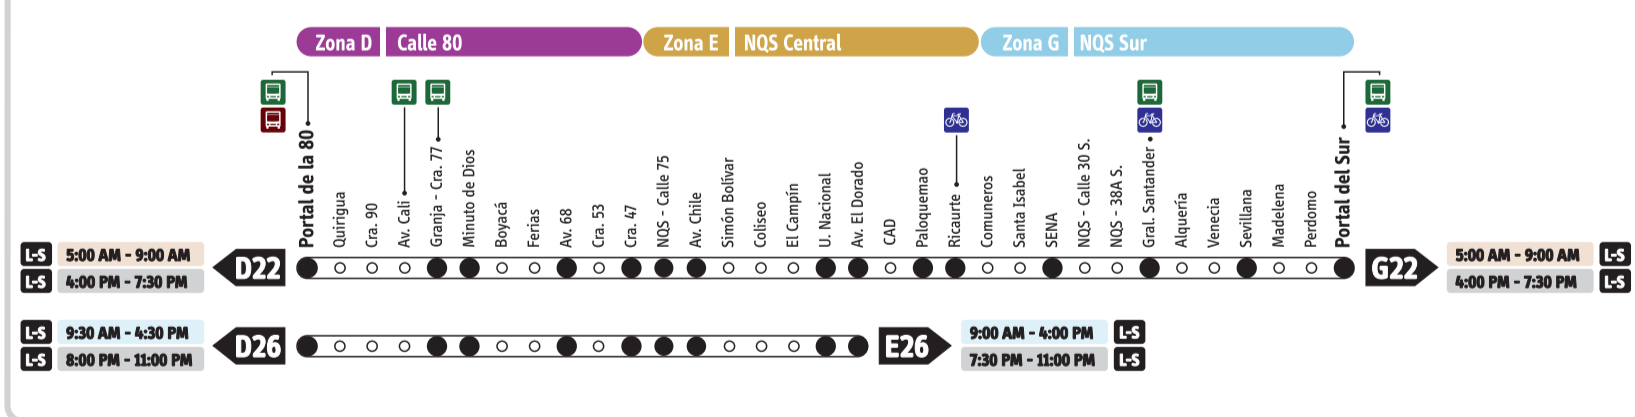 Zona D Calle 80 Zona E NQS Central Zona G NQS Sur
Portal de la 80
Quirigua
Cra. 90
Av. Cali
Granja - Cra. 77
Minuto de Dios
Boyacá
Ferias
Av. 68
Cra. 53
Cra. 47
NQS - Calle 75
Av. Chile
Simón Bolívar
Coliseo
El Campín
U. Nacional
Av. El Dorado
CAD
Paloquemao
Ricaurte
Comuneros
Santa Isabel
SENA
NQS - Calle 30 S.
NQS - 38A S.
Gral. Santander
Alquería
Venecia
Sevillana
Madelena
Perdomo
Portal del Sur
L-S 5:00 AM - 9:00 AM
L-S 4:00 PM - 7:30 PM
D22
G22
5:00 AM - 9:00 AM L-S
4:00 PM - 7:30 PM L-S
L-S 9:30 AM - 4:30 PM
L-S 8:00 PM - 11:00 PM
D26
E26
9:00 AM - 4:00 PM L-S
7:30 PM - 11:00 PM L-S